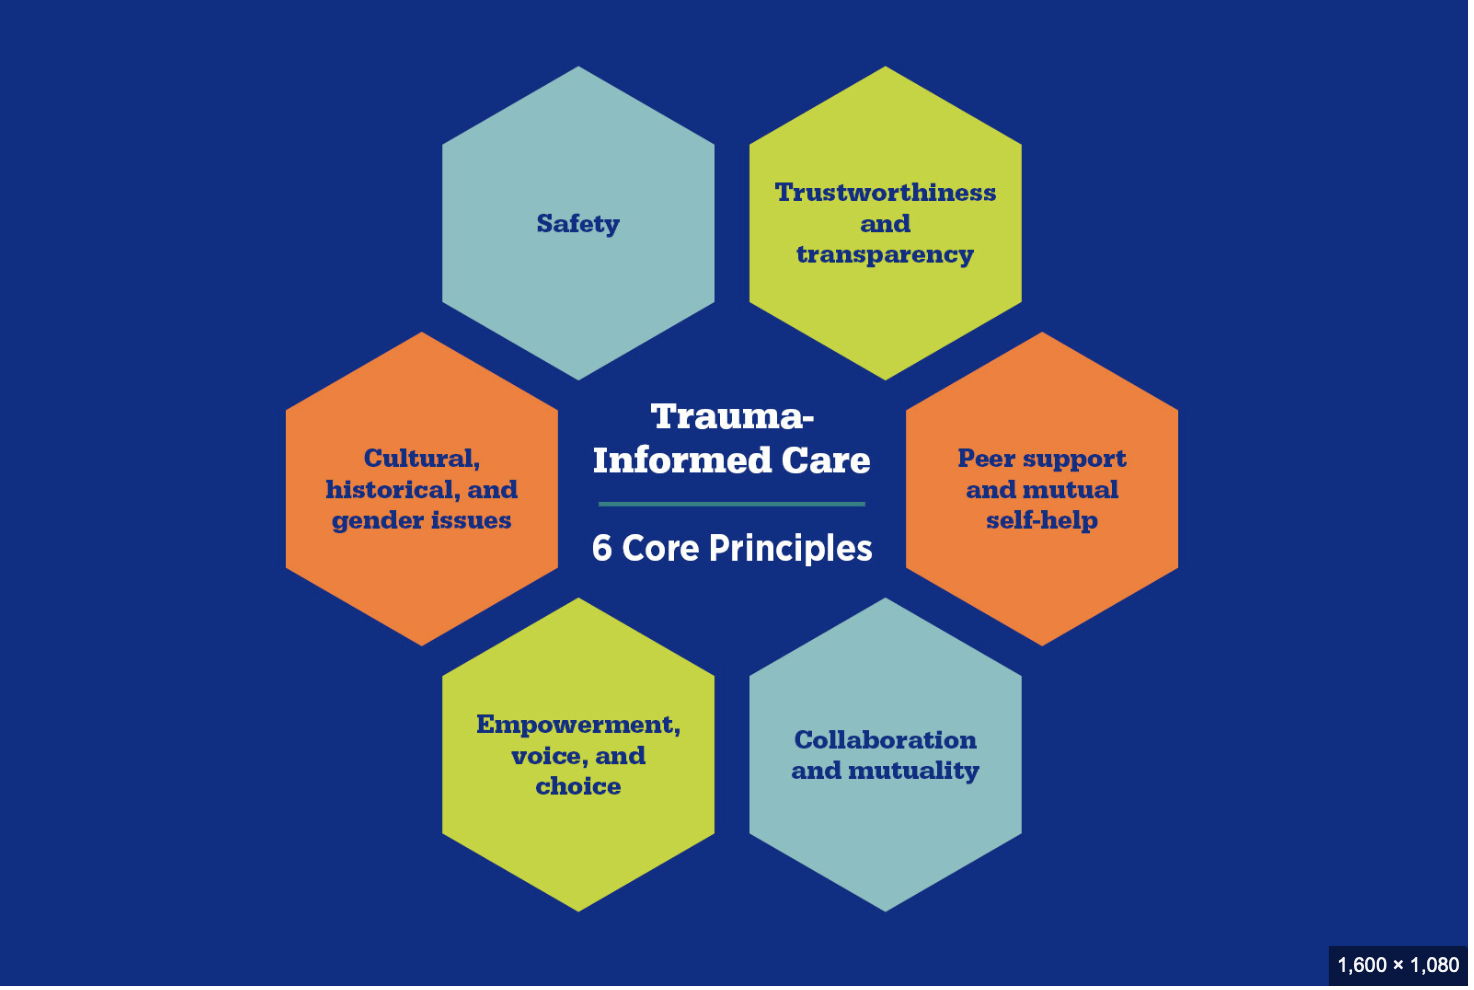 Safety
Trustworthiness
and
transparency
Cultural,
historical, and
gender issues
Trauma-
Informed Care
6 Core Principles
Peer support
and mutual
self-help
Empowerment,
voice, and
choice
Collaboration
and mutuality
1,600 × 1,080